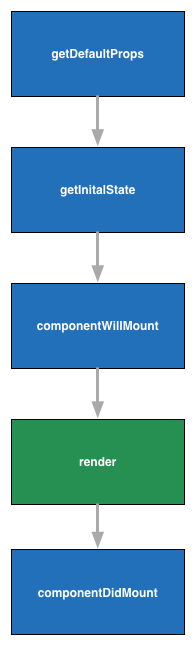 getDefaultProps
getInitalState
componentWillMount
render
componentDidMount